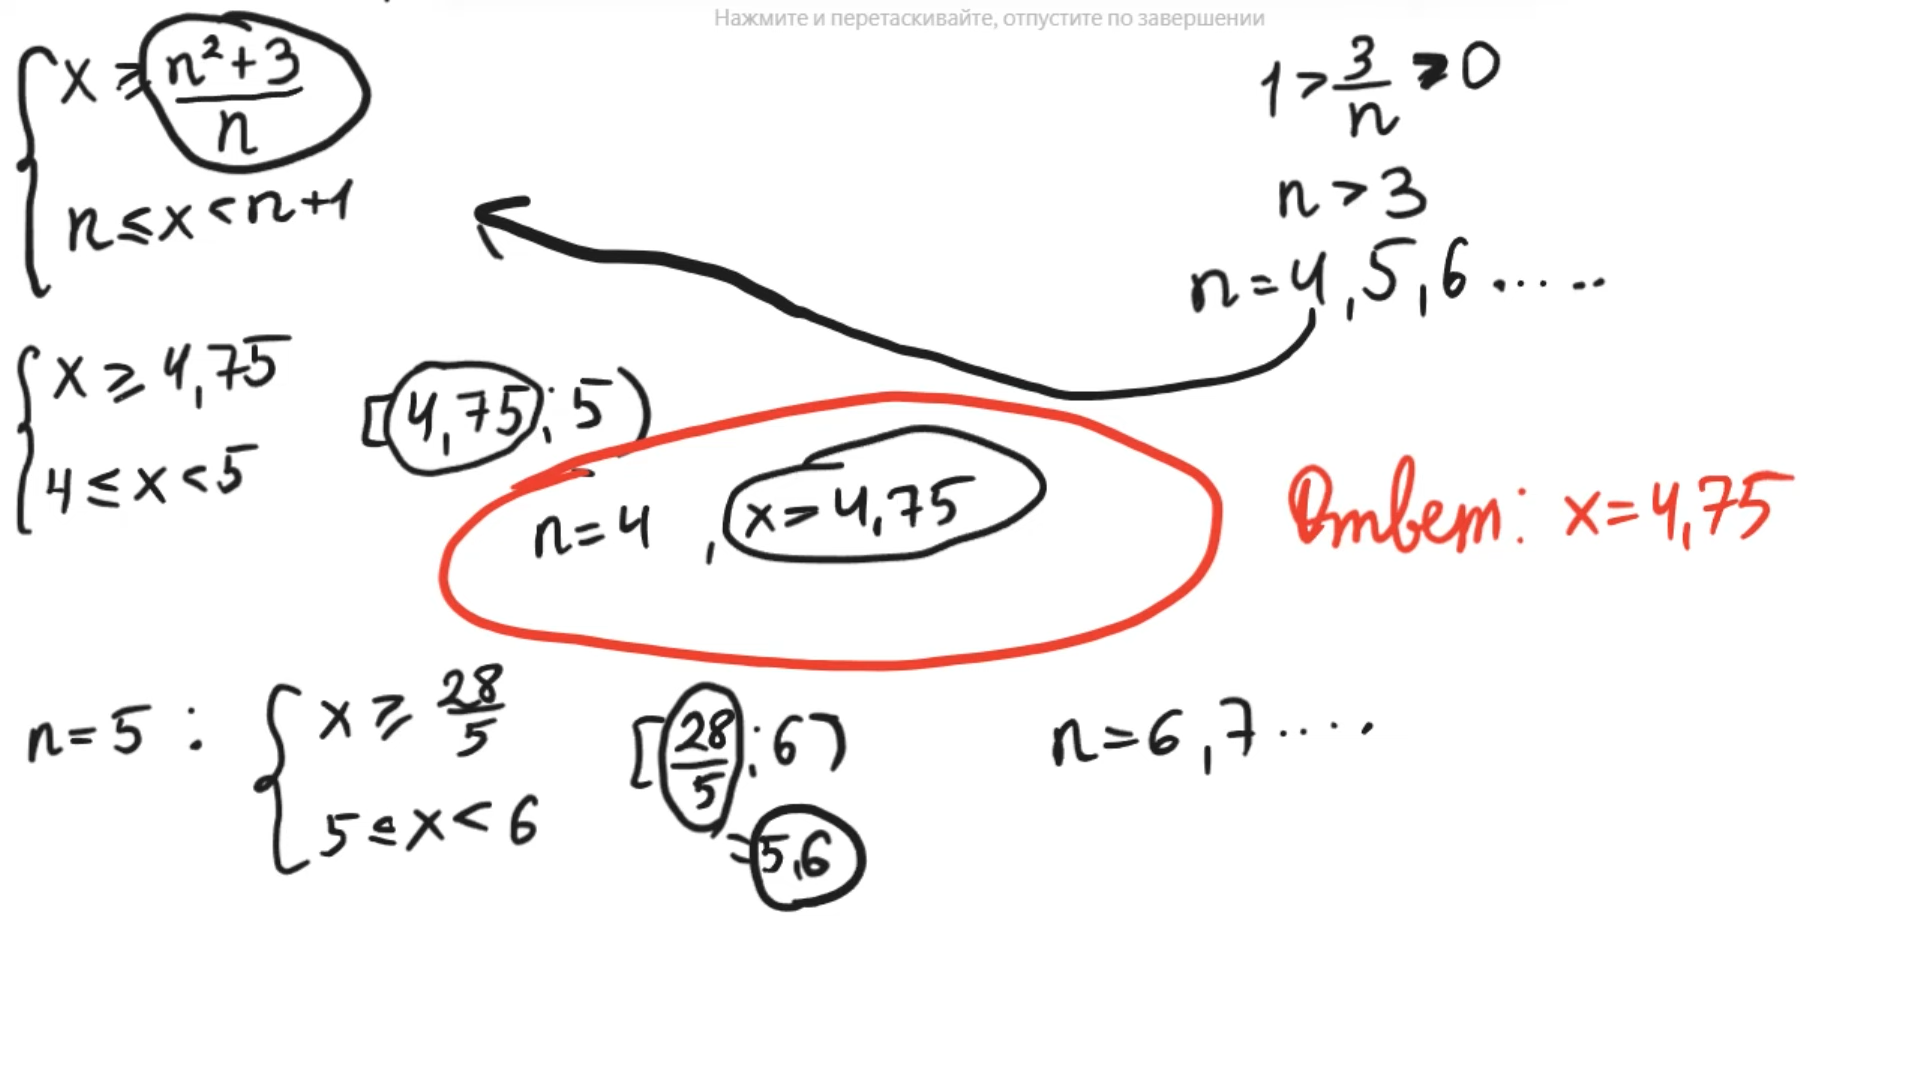 Нажмите и перетаскивайте, отпустите по завершении
x ≥ n²+3
n
n ≤ x < n+1
1 > 3/n > 0
n > 3
n = 4, 5, 6 .....
x ≥ 4,75
4 ≤ x < 5
[4,75; 5)
n = 4, x = 4,75
Ответ: x = 4,75
n = 5 :
x ≥ 28/5
5 ≤ x < 6
[28/5; 6)
= 5,6
n = 6, 7 ....